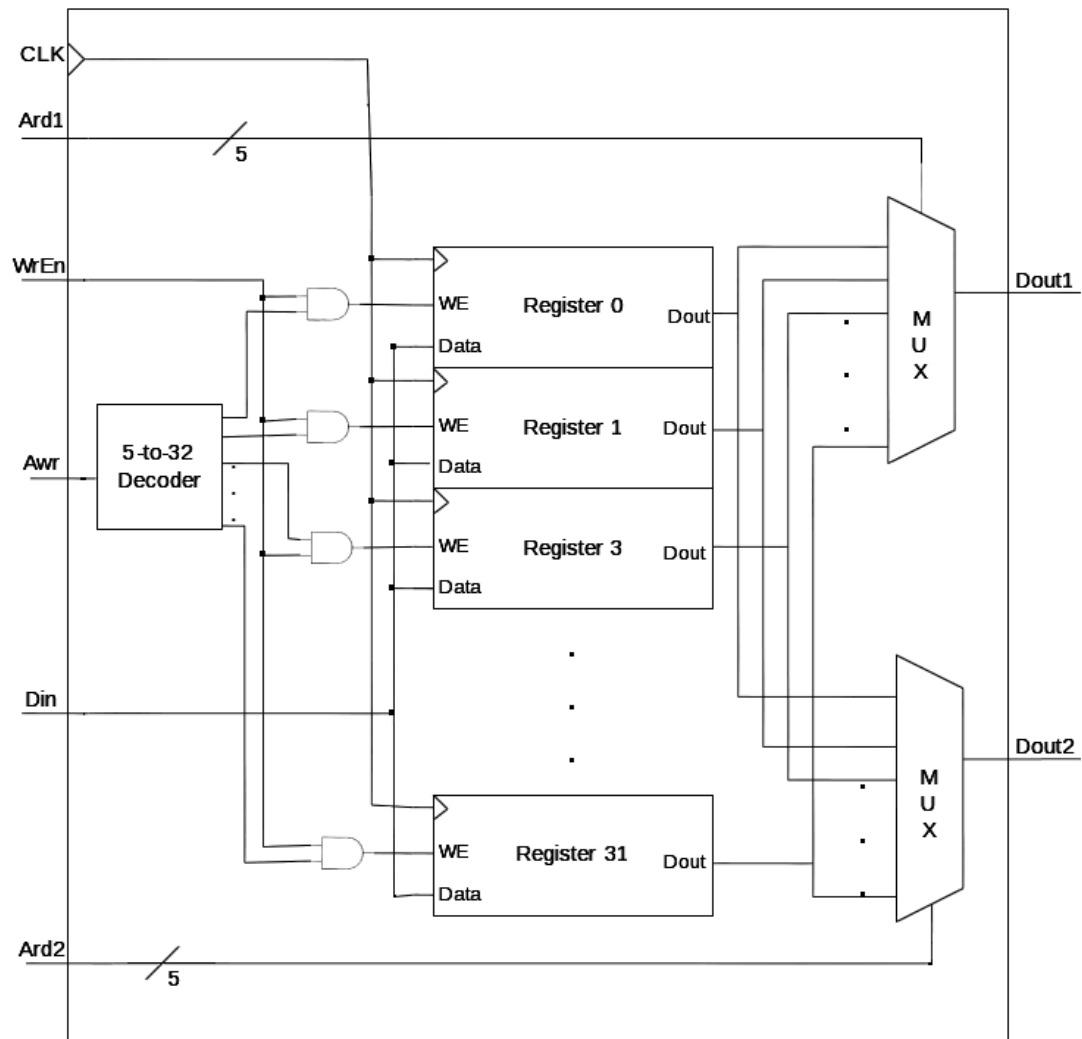 CLK
Ard1
5
WrEn
Awr
5-to-32
Decoder
Din
Ard2
5
WE
Register 0
Dout
Data
WE
Register 1
Dout
Data
WE
Register 3
Dout
Data
WE
Register 31
Dout
Data
M
U
X
Dout1
M
U
X
Dout2